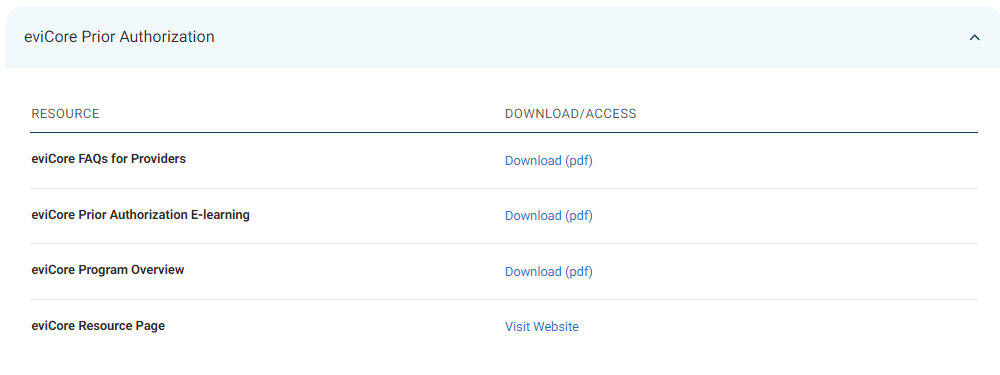 eviCore Prior Authorization
RESOURCE DOWNLOAD/ACCESS
eviCore FAQs for Providers Download (pdf)
eviCore Prior Authorization E-learning Download (pdf)
eviCore Program Overview Download (pdf)
eviCore Resource Page Visit Website